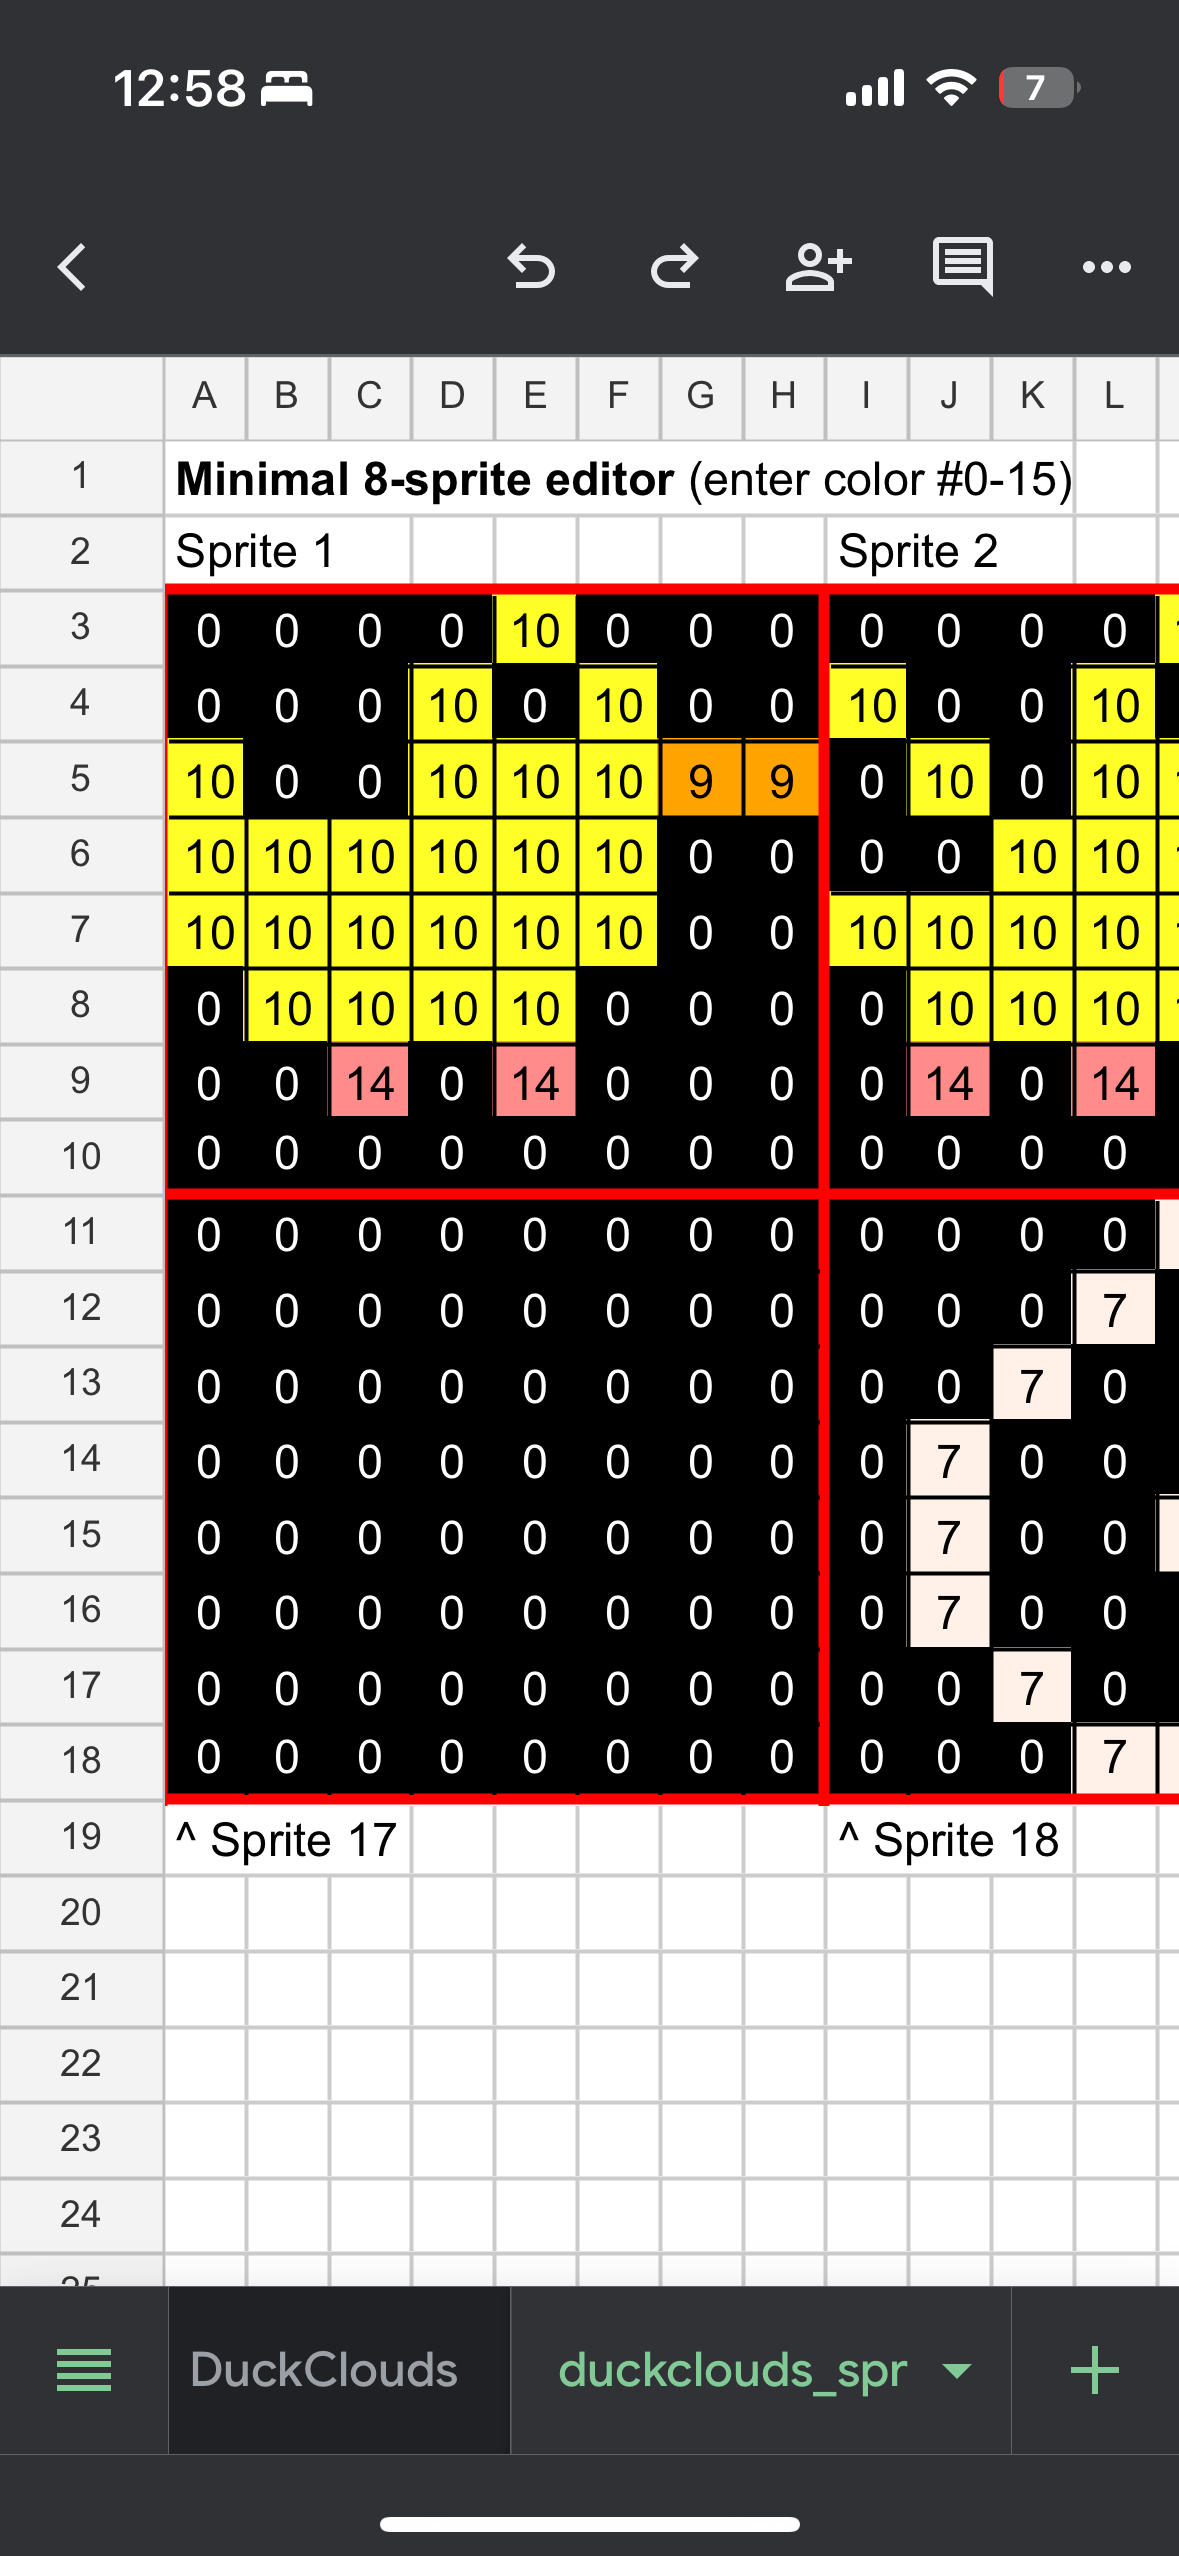 12:58 7
A B C D E F G H I J K L
1 Minimal 8-sprite editor (enter color #0-15)
2 Sprite 1 Sprite 2
3 0 0 0 0 10 0 0 0 0 0 0 0
4 0 0 0 10 0 10 0 0 10 0 0 10
5 10 0 0 10 10 10 9 9 0 10 0 10
6 10 10 10 10 10 10 0 0 0 0 10 10
7 10 10 10 10 10 10 0 0 10 10 10 10
8 0 10 10 10 10 0 0 0 0 10 10 10
9 0 0 14 0 14 0 0 0 0 14 0 14
10 0 0 0 0 0 0 0 0 0 0 0 0
11 0 0 0 0 0 0 0 0 0 0 0 0
12 0 0 0 0 0 0 0 0 0 0 0 7
13 0 0 0 0 0 0 0 0 0 0 7 0
14 0 0 0 0 0 0 0 0 0 7 0 0
15 0 0 0 0 0 0 0 0 0 7 0 0
16 0 0 0 0 0 0 0 0 0 7 0 0
17 0 0 0 0 0 0 0 0 0 0 7 0
18 0 0 0 0 0 0 0 0 0 0 0 7
19 ^ Sprite 17 ^ Sprite 18
20
21
22
23
24
DuckClouds duckclouds_spr